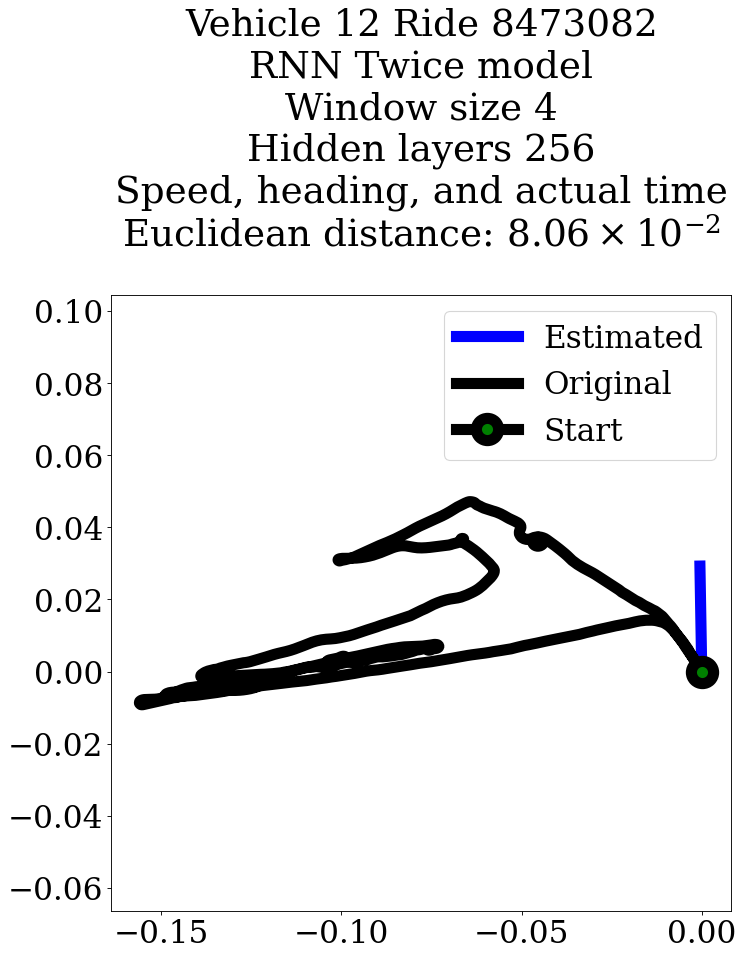 Vehicle 12 Ride 8473082
RNN Twice model
Window size 4
Hidden layers 256
Speed, heading, and actual time
Euclidean distance: 8.06 × 10⁻²
Estimated
Original
Start
0.10
0.08
0.06
0.04
0.02
0.00
−0.02
−0.04
−0.06
−0.15 −0.10 −0.05 0.00